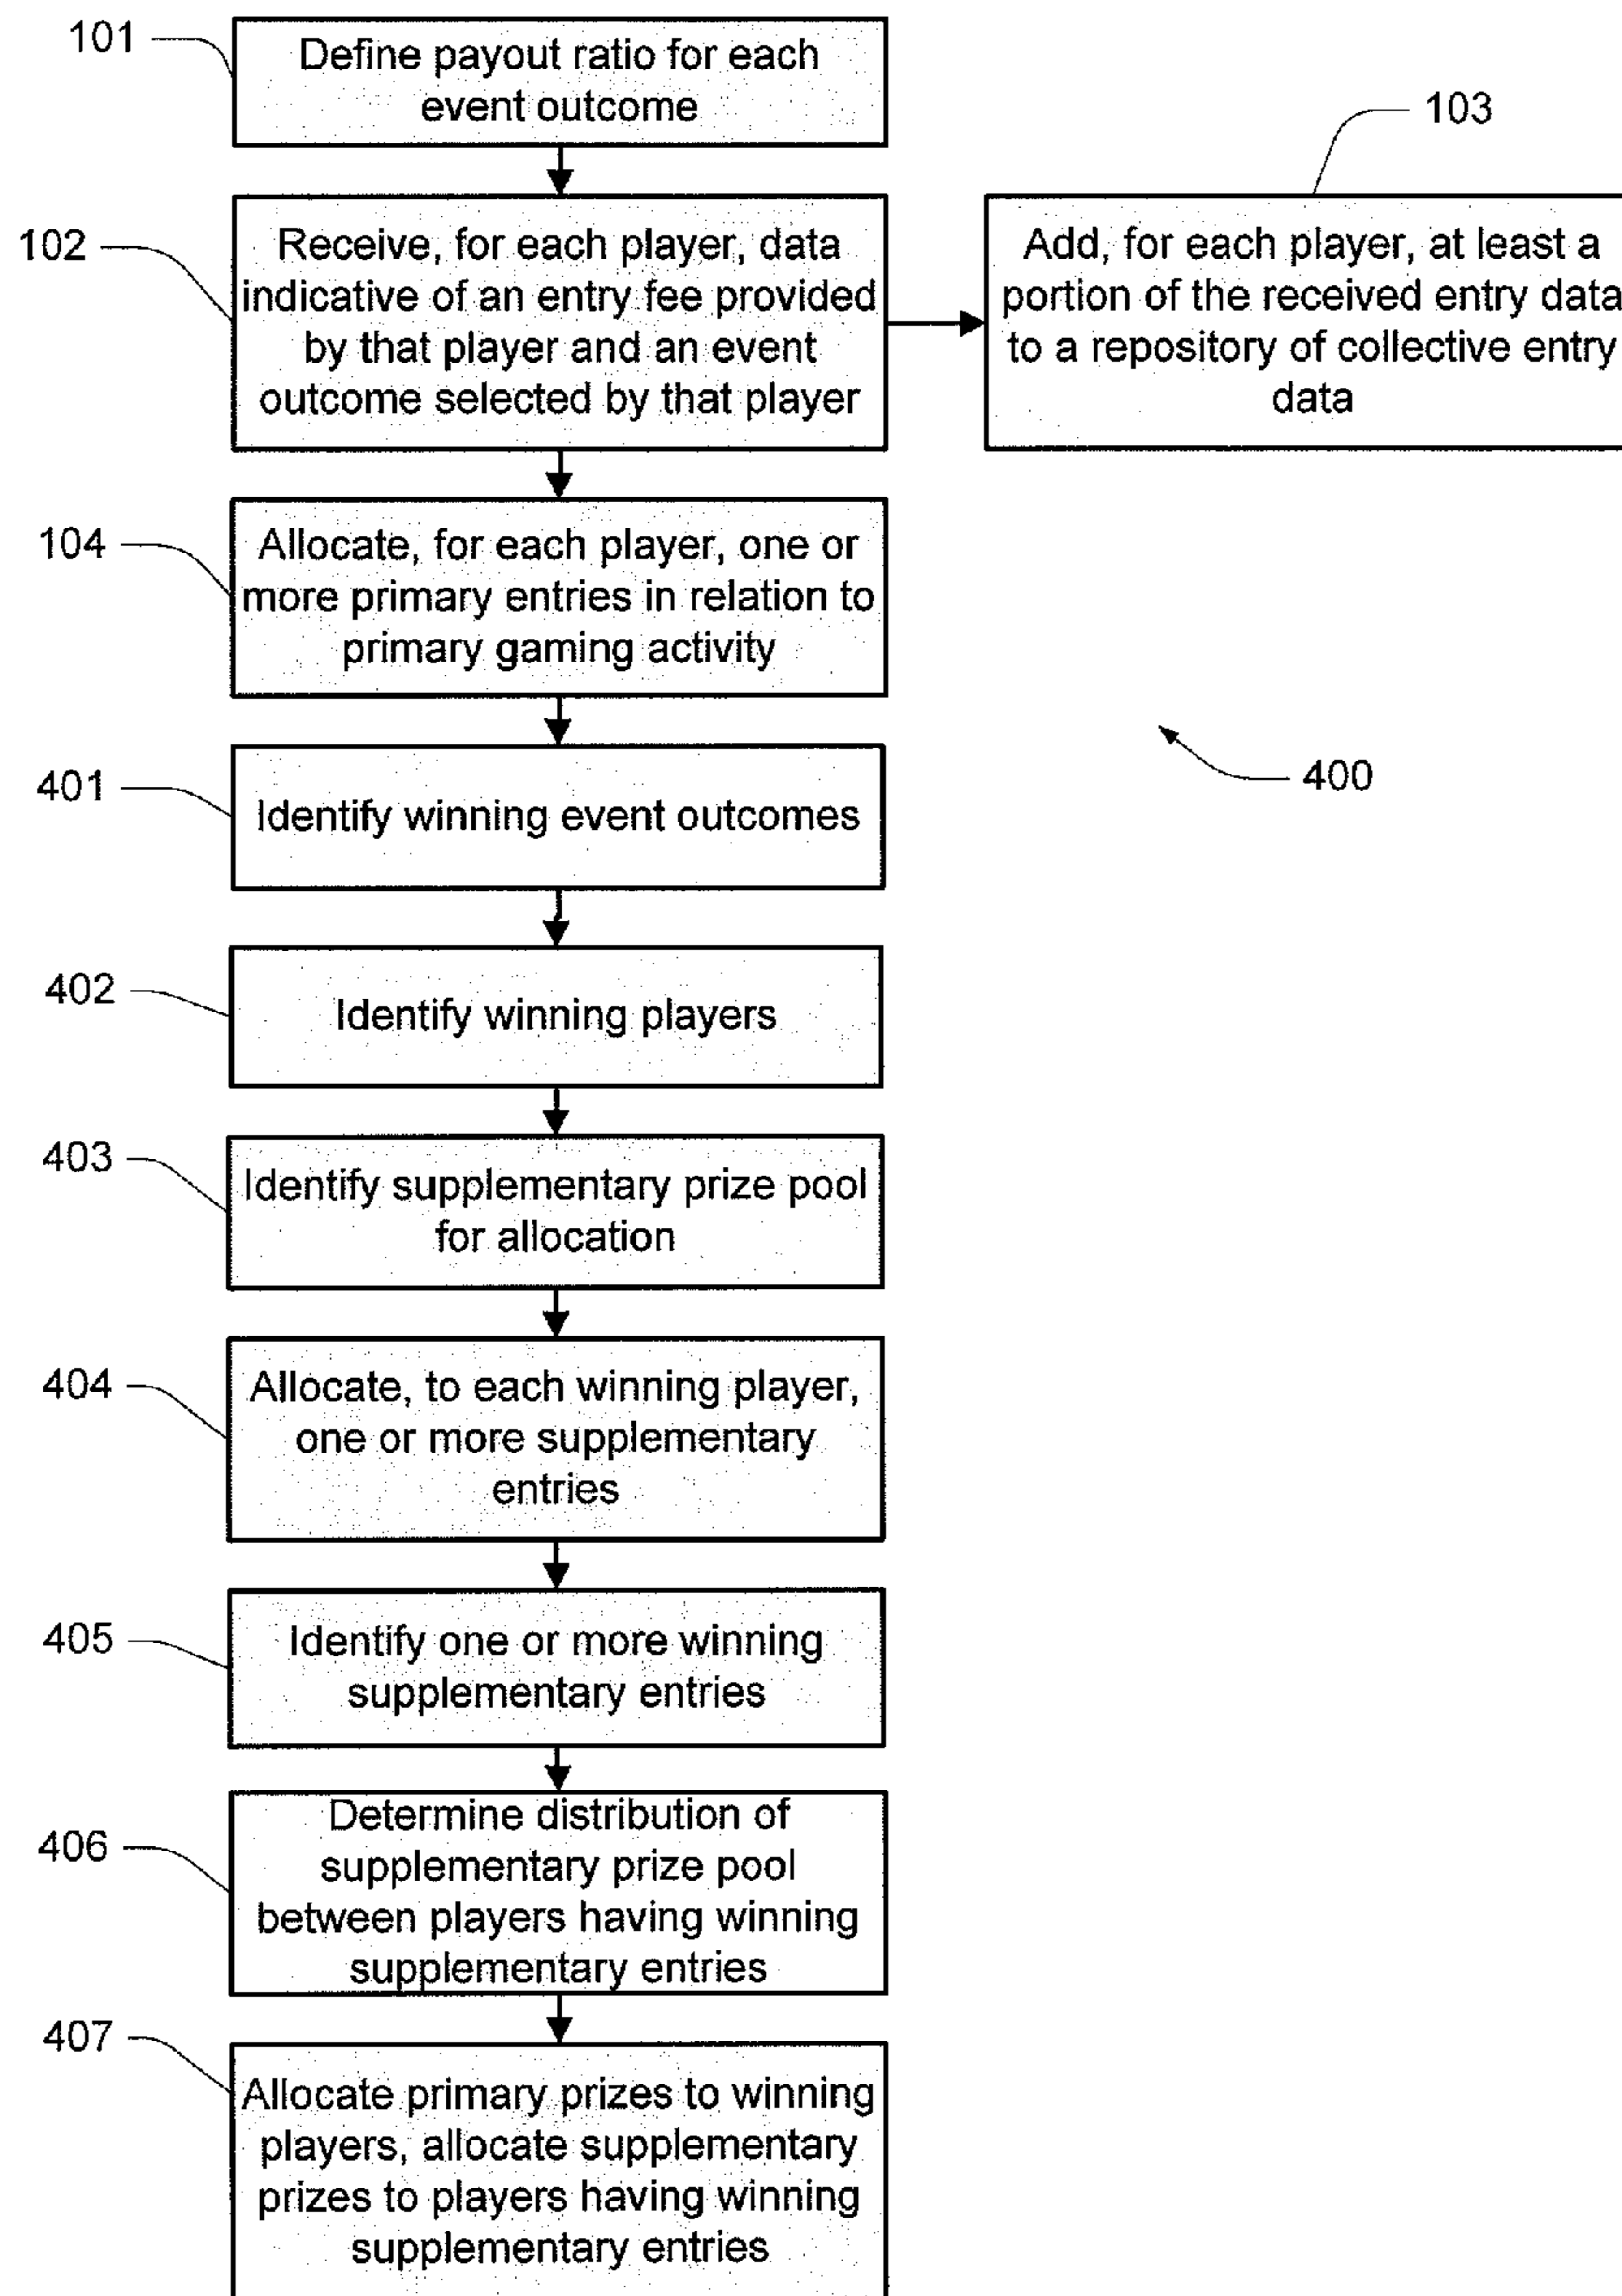 101
Define payout ratio for each
event outcome
103
102
Receive, for each player, data
indicative of an entry fee provided
by that player and an event
outcome selected by that player
Add, for each player, at least a
portion of the received entry data
to a repository of collective entry
data
104
Allocate, for each player, one or
more primary entries in relation to
primary gaming activity
401
Identify winning event outcomes
400
402
Identify winning players
403
Identify supplementary prize pool
for allocation
404
Allocate, to each winning player,
one or more supplementary
entries
405
Identify one or more winning
supplementary entries
406
Determine distribution of
supplementary prize pool
between players having winning
supplementary entries
407
Allocate primary prizes to winning
players, allocate supplementary
prizes to players having winning
supplementary entries